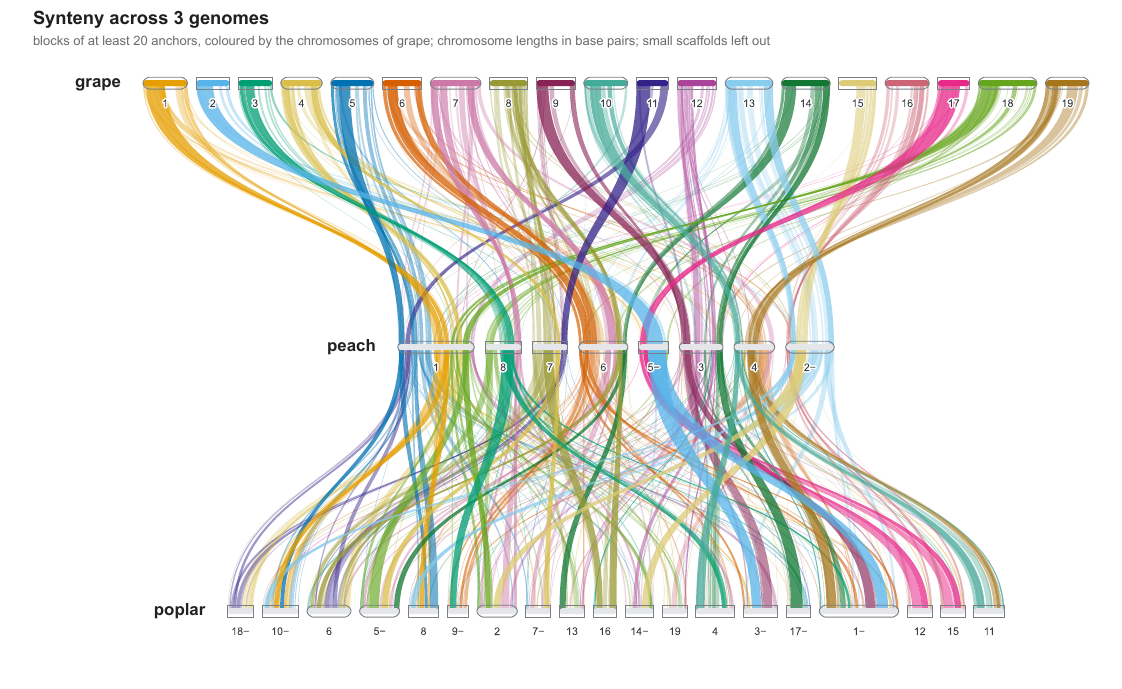 Synteny across 3 genomes
blocks of at least 20 anchors, coloured by the chromosomes of grape; chromosome lengths in base pairs; small scaffolds left out
grape
1 2 3 4 5 6 7 8 9 10 11 12 13 14 15 16 17 18 19
peach
1 8 7 6 5− 3 4 2−
poplar
18− 10− 6 5− 8 9− 2 7− 13 16 14− 19 4 3− 17− 1− 12 15 11